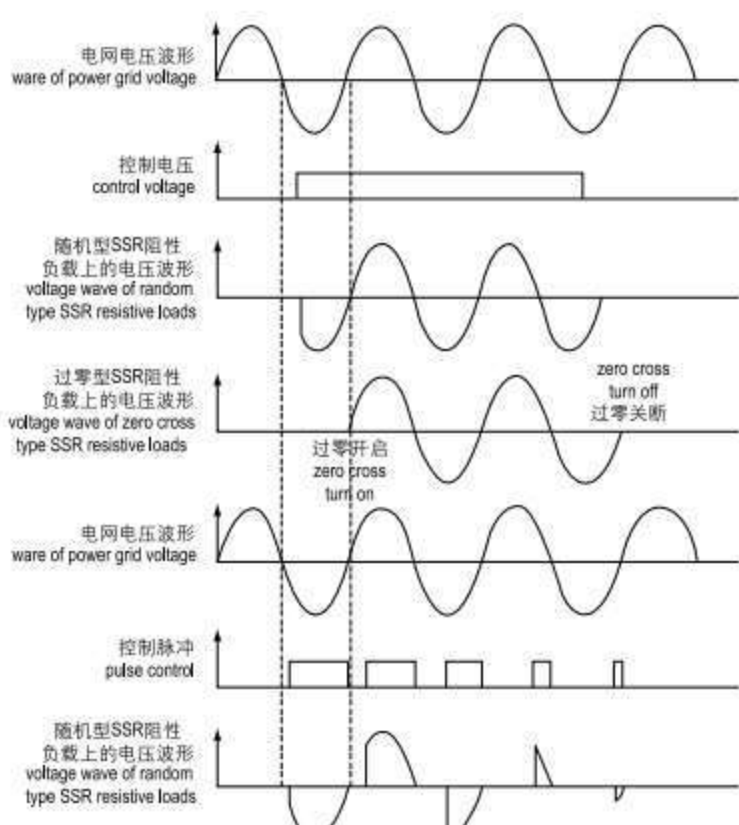 电网电压波形
ware of power grid voltage
控制电压
control voltage
随机型SSR阻性
负载上的电压波形
voltage wave of random
type SSR resistive loads
过零型SSR阻性
负载上的电压波形
voltage wave of zero cross
type SSR resistive loads
zero cross
turn off
过零关断
过零开启
zero cross
turn on
电网电压波形
ware of power grid voltage
控制脉冲
pulse control
随机型SSR阻性
负载上的电压波形
voltage wave of random
type SSR resistive loads